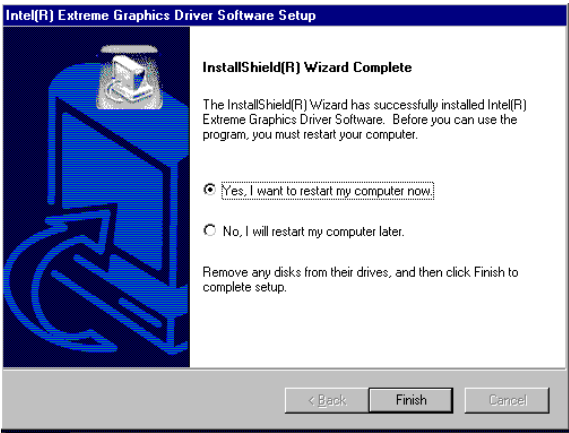 Intel(R) Extreme Graphics Driver Software Setup
InstallShield(R) Wizard Complete
The InstallShield(R) Wizard has successfully installed Intel(R)
Extreme Graphics Driver Software. Before you can use the
program, you must restart your computer.
Yes, I want to restart my computer now.
No, I will restart my computer later.
Remove any disks from their drives, and then click Finish to
complete setup.
< Back
Finish
Cancel